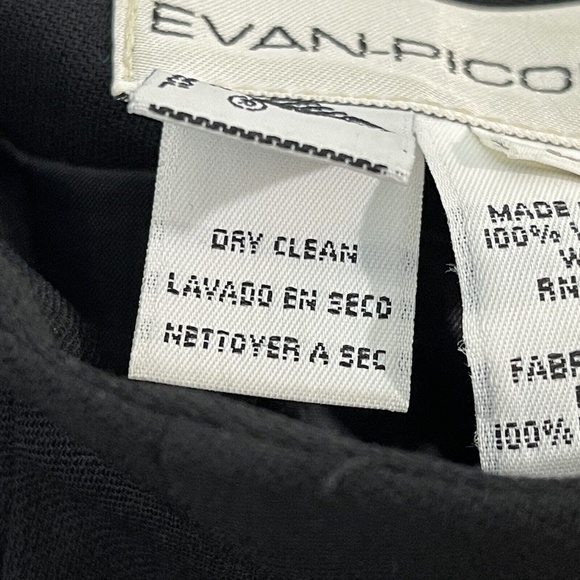 EVAN-PICO
DRY CLEAN
LAVADO EN SECO
NETTOYER A SEC
MADE
100%
RN
FABR
100%